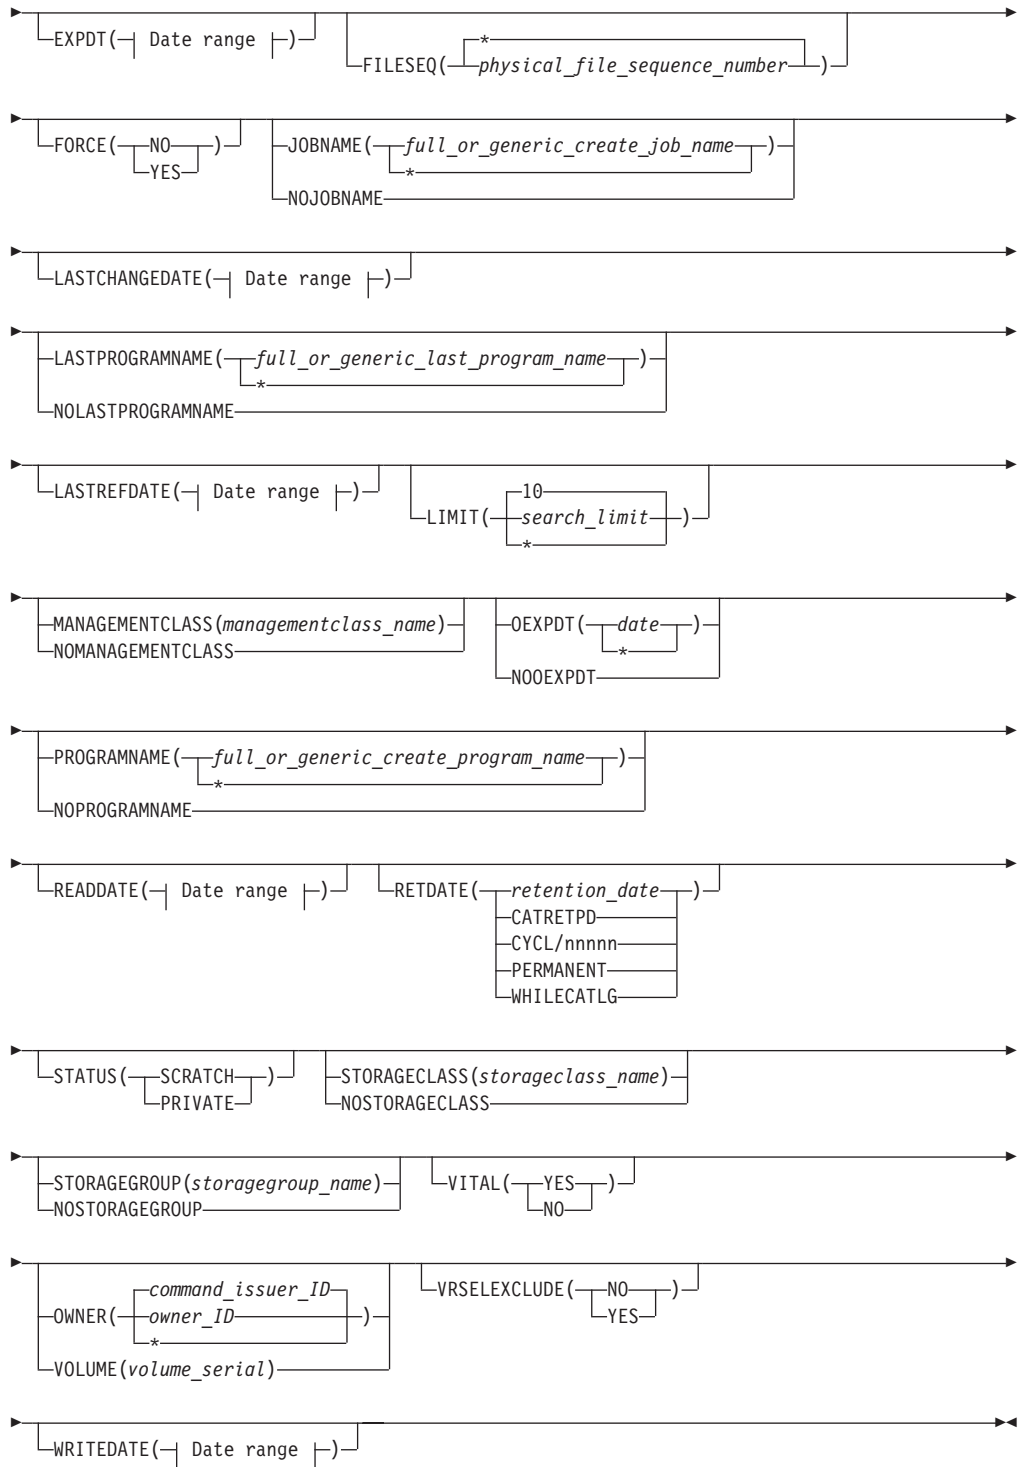 EXPDT( Date range )
*
FILESEQ( physical_file_sequence_number )
FORCE( NO )
YES
JOBNAME( full_or_generic_create_job_name )
*
NOJOBNAME
LASTCHANGEDATE( Date range )
LASTPROGRAMNAME( full_or_generic_last_program_name )
*
NOLASTPROGRAMNAME
LASTREFDATE( Date range )
10
LIMIT( search_limit )
*
MANAGEMENTCLASS(managementclass_name)
NOMANAGEMENTCLASS
OEXPDT( date )
*
NOOEXPDT
PROGRAMNAME( full_or_generic_create_program_name )
*
NOPROGRAMNAME
READDATE( Date range )
RETDATE( retention_date )
CATRETPD
CYCL/nnnnn
PERMANENT
WHILECATLG
STATUS( SCRATCH )
PRIVATE
STORAGECLASS(storageclass_name)
NOSTORAGECLASS
STORAGEGROUP(storagegroup_name)
NOSTORAGEGROUP
VITAL( YES )
NO
command_issuer_ID
OWNER( owner_ID )
*
VOLUME(volume_serial)
VRSELEXCLUDE( NO )
YES
WRITEDATE( Date range )